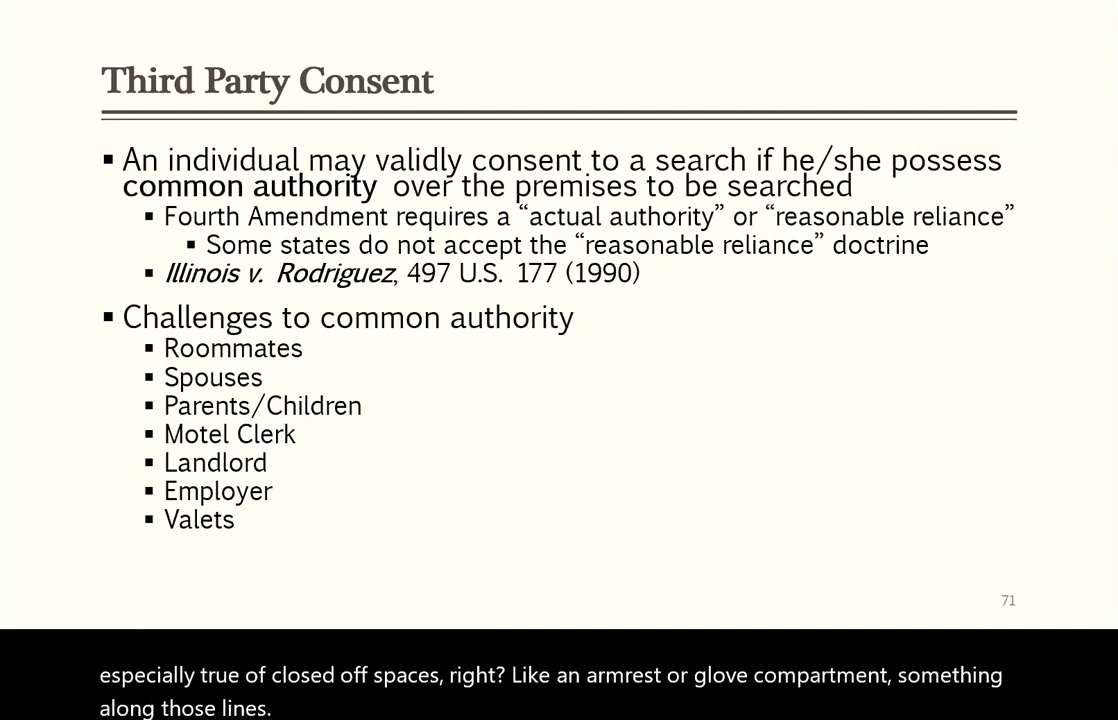 Third Party Consent
▪ An individual may validly consent to a search if he/she possess
common authority over the premises to be searched
▪ Fourth Amendment requires a “actual authority” or “reasonable reliance”
▪ Some states do not accept the “reasonable reliance” doctrine
▪ Illinois v. Rodriguez, 497 U.S. 177 (1990)
▪ Challenges to common authority
▪ Roommates
▪ Spouses
▪ Parents/Children
▪ Motel Clerk
▪ Landlord
▪ Employer
▪ Valets
71
especially true of closed off spaces, right? Like an armrest or glove compartment, something
along those lines.